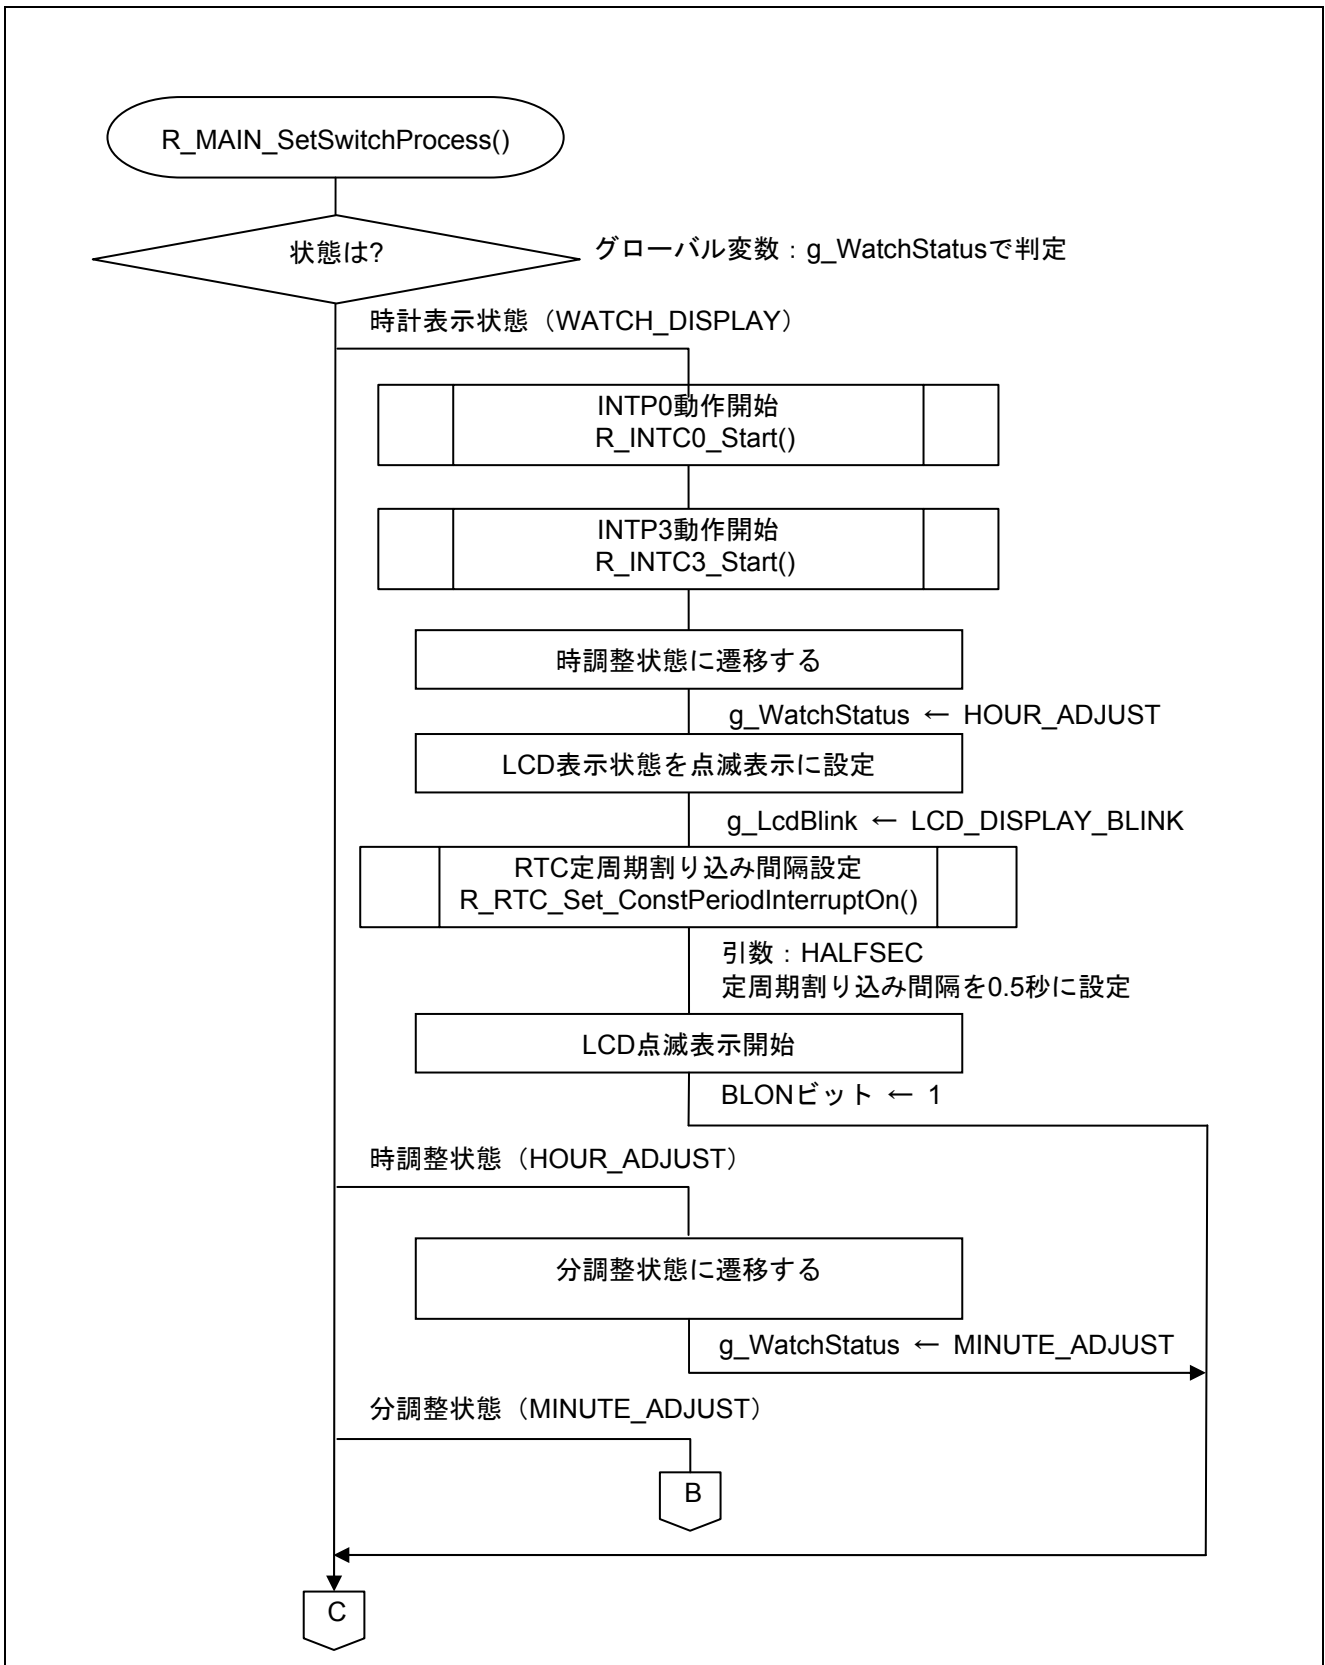 R_MAIN_SetSwitchProcess()
状態は?
グローバル変数：g_WatchStatusで判定
時計表示状態（WATCH_DISPLAY）
INTP0動作開始
R_INTC0_Start()
INTP3動作開始
R_INTC3_Start()
時調整状態に遷移する
g_WatchStatus ← HOUR_ADJUST
LCD表示状態を点滅表示に設定
g_LcdBlink ← LCD_DISPLAY_BLINK
RTC定周期割り込み間隔設定
R_RTC_Set_ConstPeriodInterruptOn()
引数：HALFSEC
定周期割り込み間隔を0.5秒に設定
LCD点滅表示開始
BLONビット ← 1
時調整状態（HOUR_ADJUST）
分調整状態に遷移する
g_WatchStatus ← MINUTE_ADJUST
分調整状態（MINUTE_ADJUST）
B
C